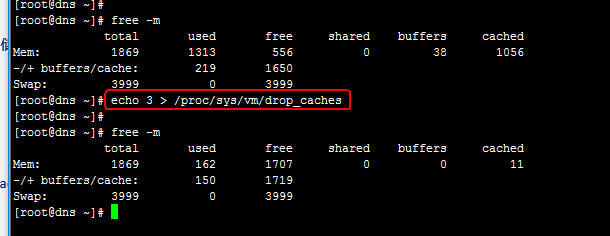 [root@dns ~]#
[root@dns ~]# free -m
             total       used       free     shared    buffers     cached
Mem:          1869       1313        556          0         38       1056
-/+ buffers/cache:        219       1650
Swap:         3999          0       3999
[root@dns ~]# echo 3 > /proc/sys/vm/drop_caches
[root@dns ~]#
[root@dns ~]# free -m
             total       used       free     shared    buffers     cached
Mem:          1869        162       1707          0          0         11
-/+ buffers/cache:        150       1719
Swap:         3999          0       3999
[root@dns ~]#